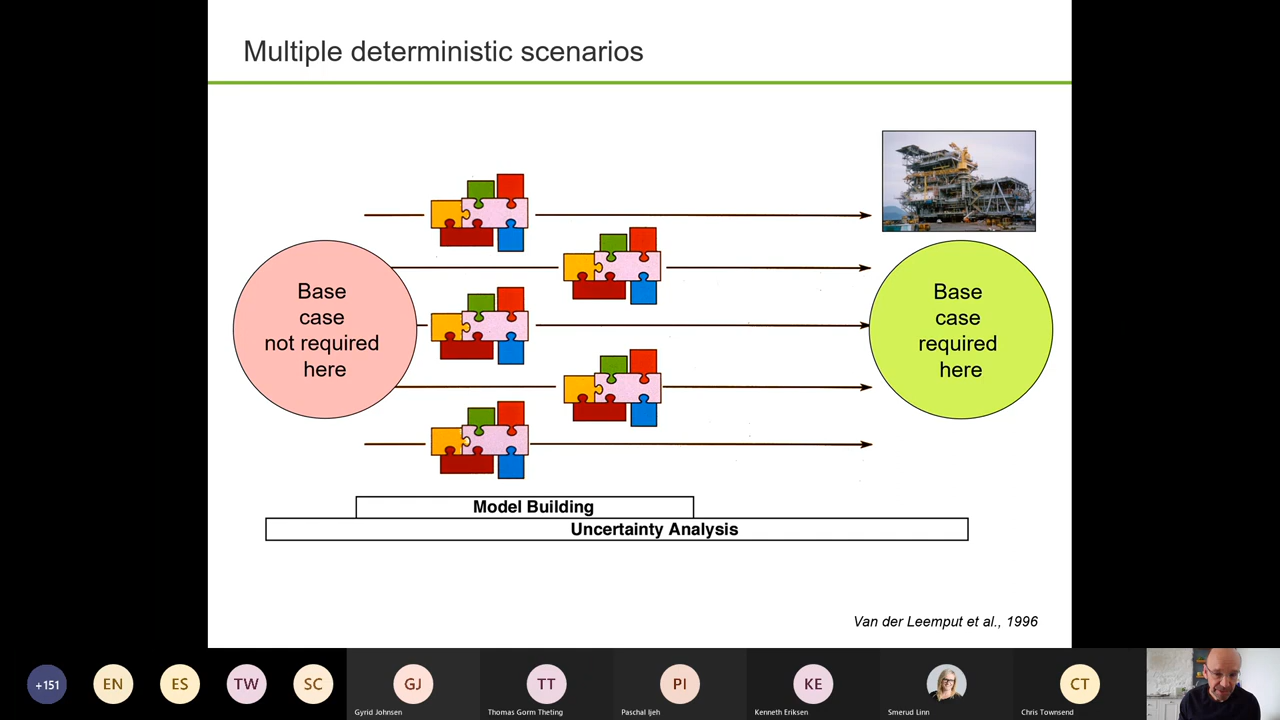 Multiple deterministic scenarios
Base
case
not required
here
Base
case
required
here
Model Building
Uncertainty Analysis
Van der Leemput et al., 1996
+151
EN
ES
TW
SC
GJ
Gyrid Johnsen
TT
Thomas Gorm Theting
PI
Paschal Ijeh
KE
Kenneth Eriksen
Smerud Linn
CT
Chris Townsend